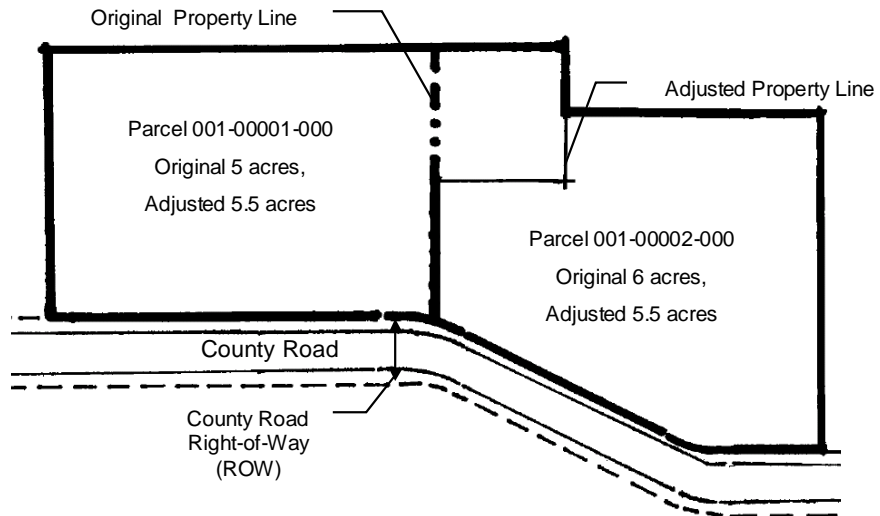 Original Property Line
Adjusted Property Line
Parcel 001-00001-000
Original 5 acres,
Adjusted 5.5 acres
Parcel 001-00002-000
Original 6 acres,
Adjusted 5.5 acres
County Road
County Road
Right-of-Way
(ROW)